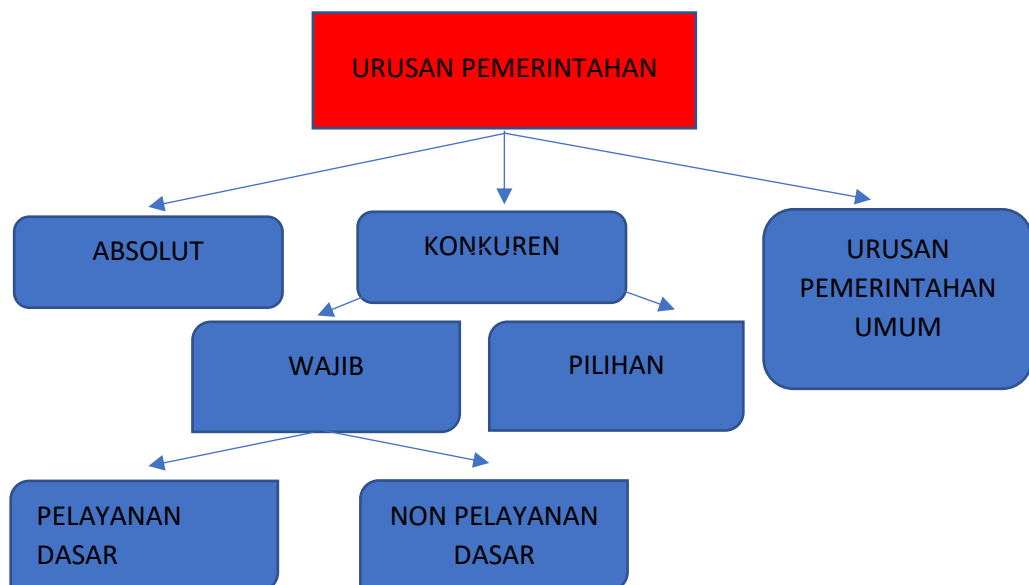 URUSAN PEMERINTAHAN
ABSOLUT
KONKUREN
URUSAN
PEMERINTAHAN
UMUM
WAJIB
PILIHAN
PELAYANAN
DASAR
NON PELAYANAN
DASAR